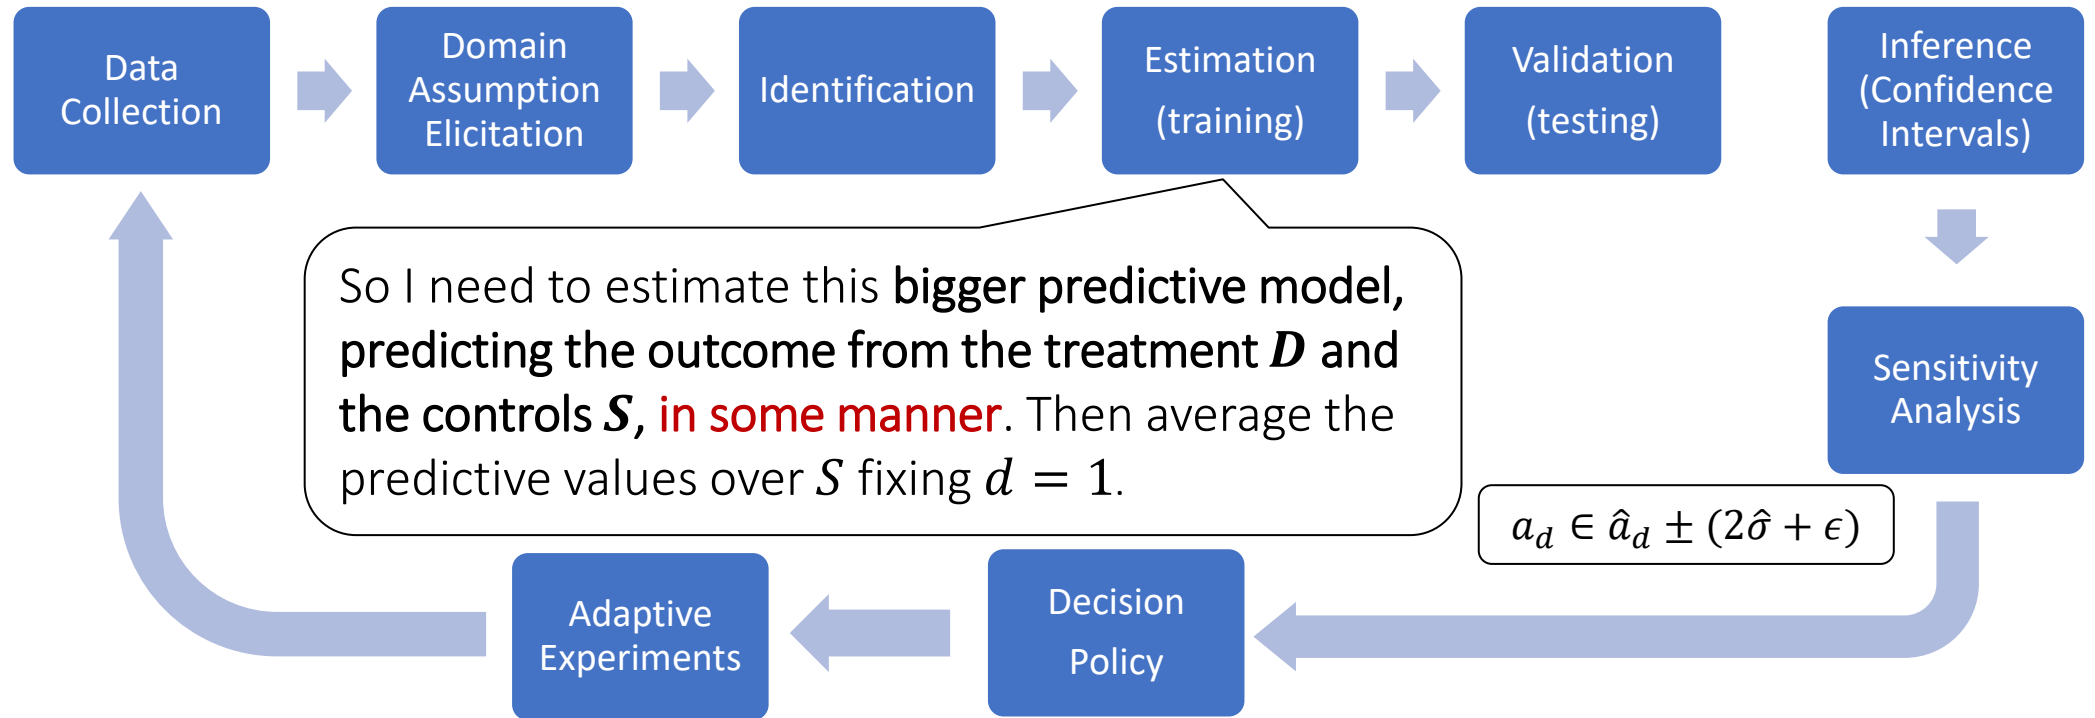 Data
Collection
Domain
Assumption
Elicitation
Identification
Estimation
(training)
Validation
(testing)
Inference
(Confidence
Intervals)
So I need to estimate this bigger predictive model,
predicting the outcome from the treatment 𝑫 and
the controls 𝑺, in some manner. Then average the
predictive values over 𝑆 fixing 𝑑 = 1.
Sensitivity
Analysis
𝑎_𝑑 ∈ 𝑎̂_𝑑 ± (2𝜎̂ + 𝜖)
Decision
Policy
Adaptive
Experiments